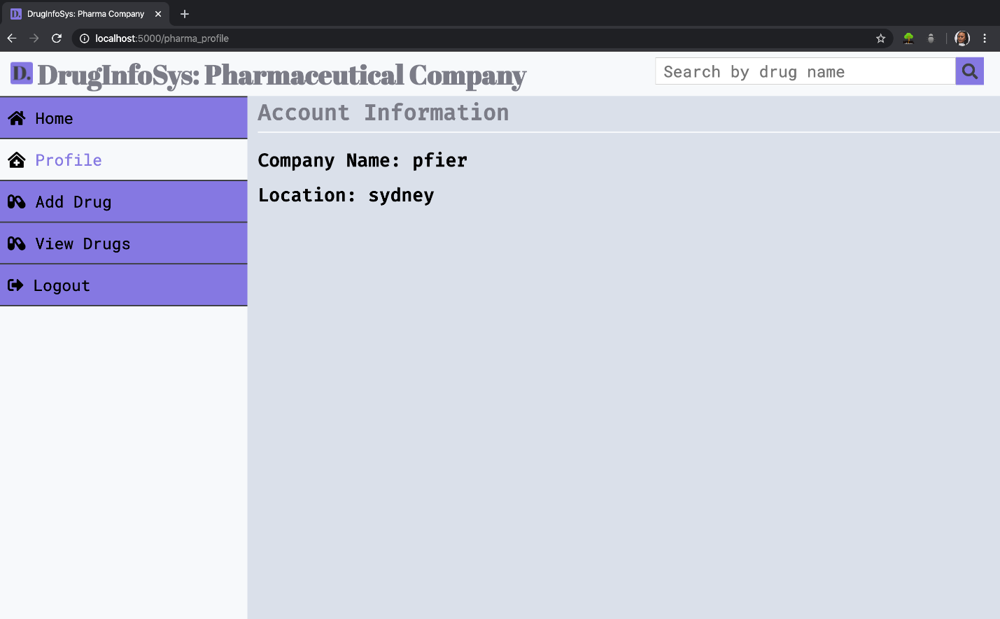 D. DrugInfoSys: Pharma Company
localhost:5000/pharma_profile
D. DrugInfoSys: Pharmaceutical Company
Search by drug name
Home
Profile
Add Drug
View Drugs
Logout
Account Information
Company Name: pfier
Location: sydney